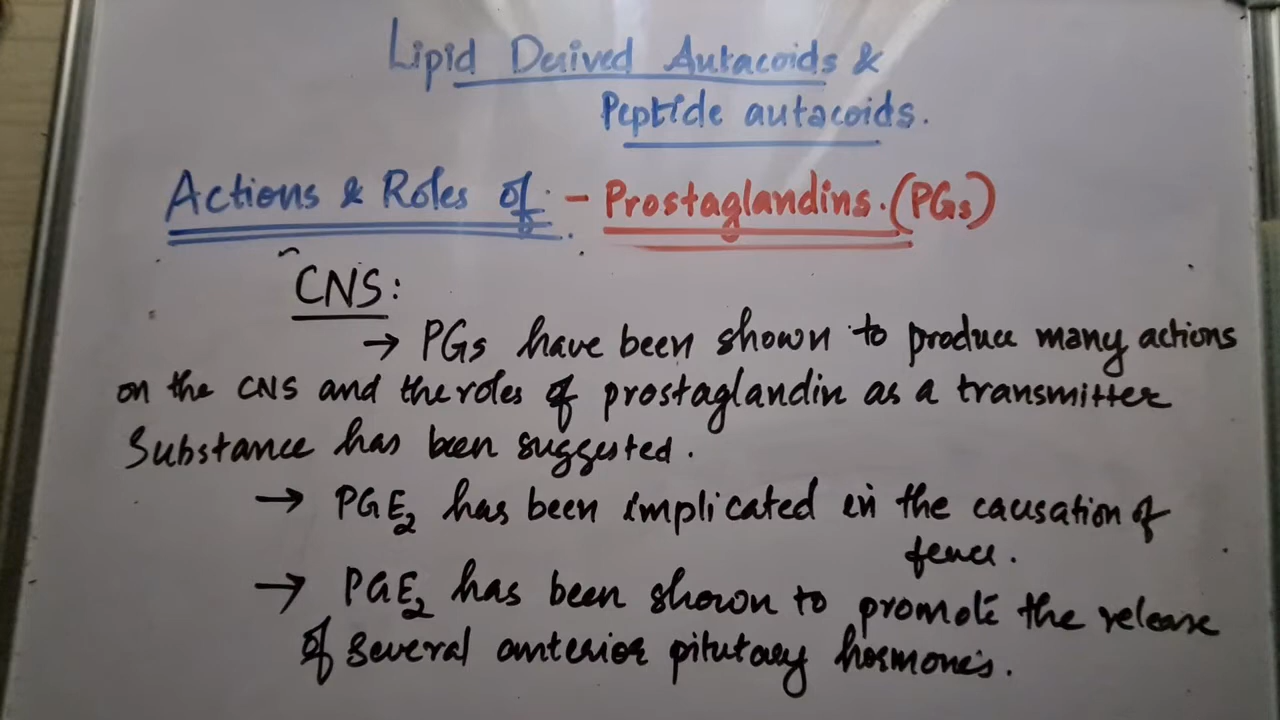 Lipid Derived Autacoids &
Peptide autacoids.
Actions & Roles of - Prostaglandins. (PGs)
CNS:
→ PGs have been shown to produce many actions
on the CNS and the roles of prostaglandin as a transmitter
Substance has been suggested.
→ PGE2 has been implicated in the causation of
fever.
→ PGE2 has been shown to promote the release
of several anterior pitutary hormones.